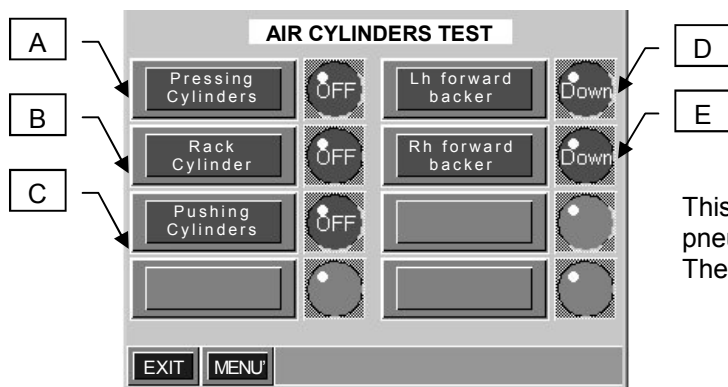 AIR CYLINDERS TEST
A
Pressing
Cylinders
OFF
Lh forward
backer
Down
D
B
Rack
Cylinder
OFF
Rh forward
backer
Down
E
C
Pushing
Cylinders
OFF
This
pneu
The
EXIT
MENU'